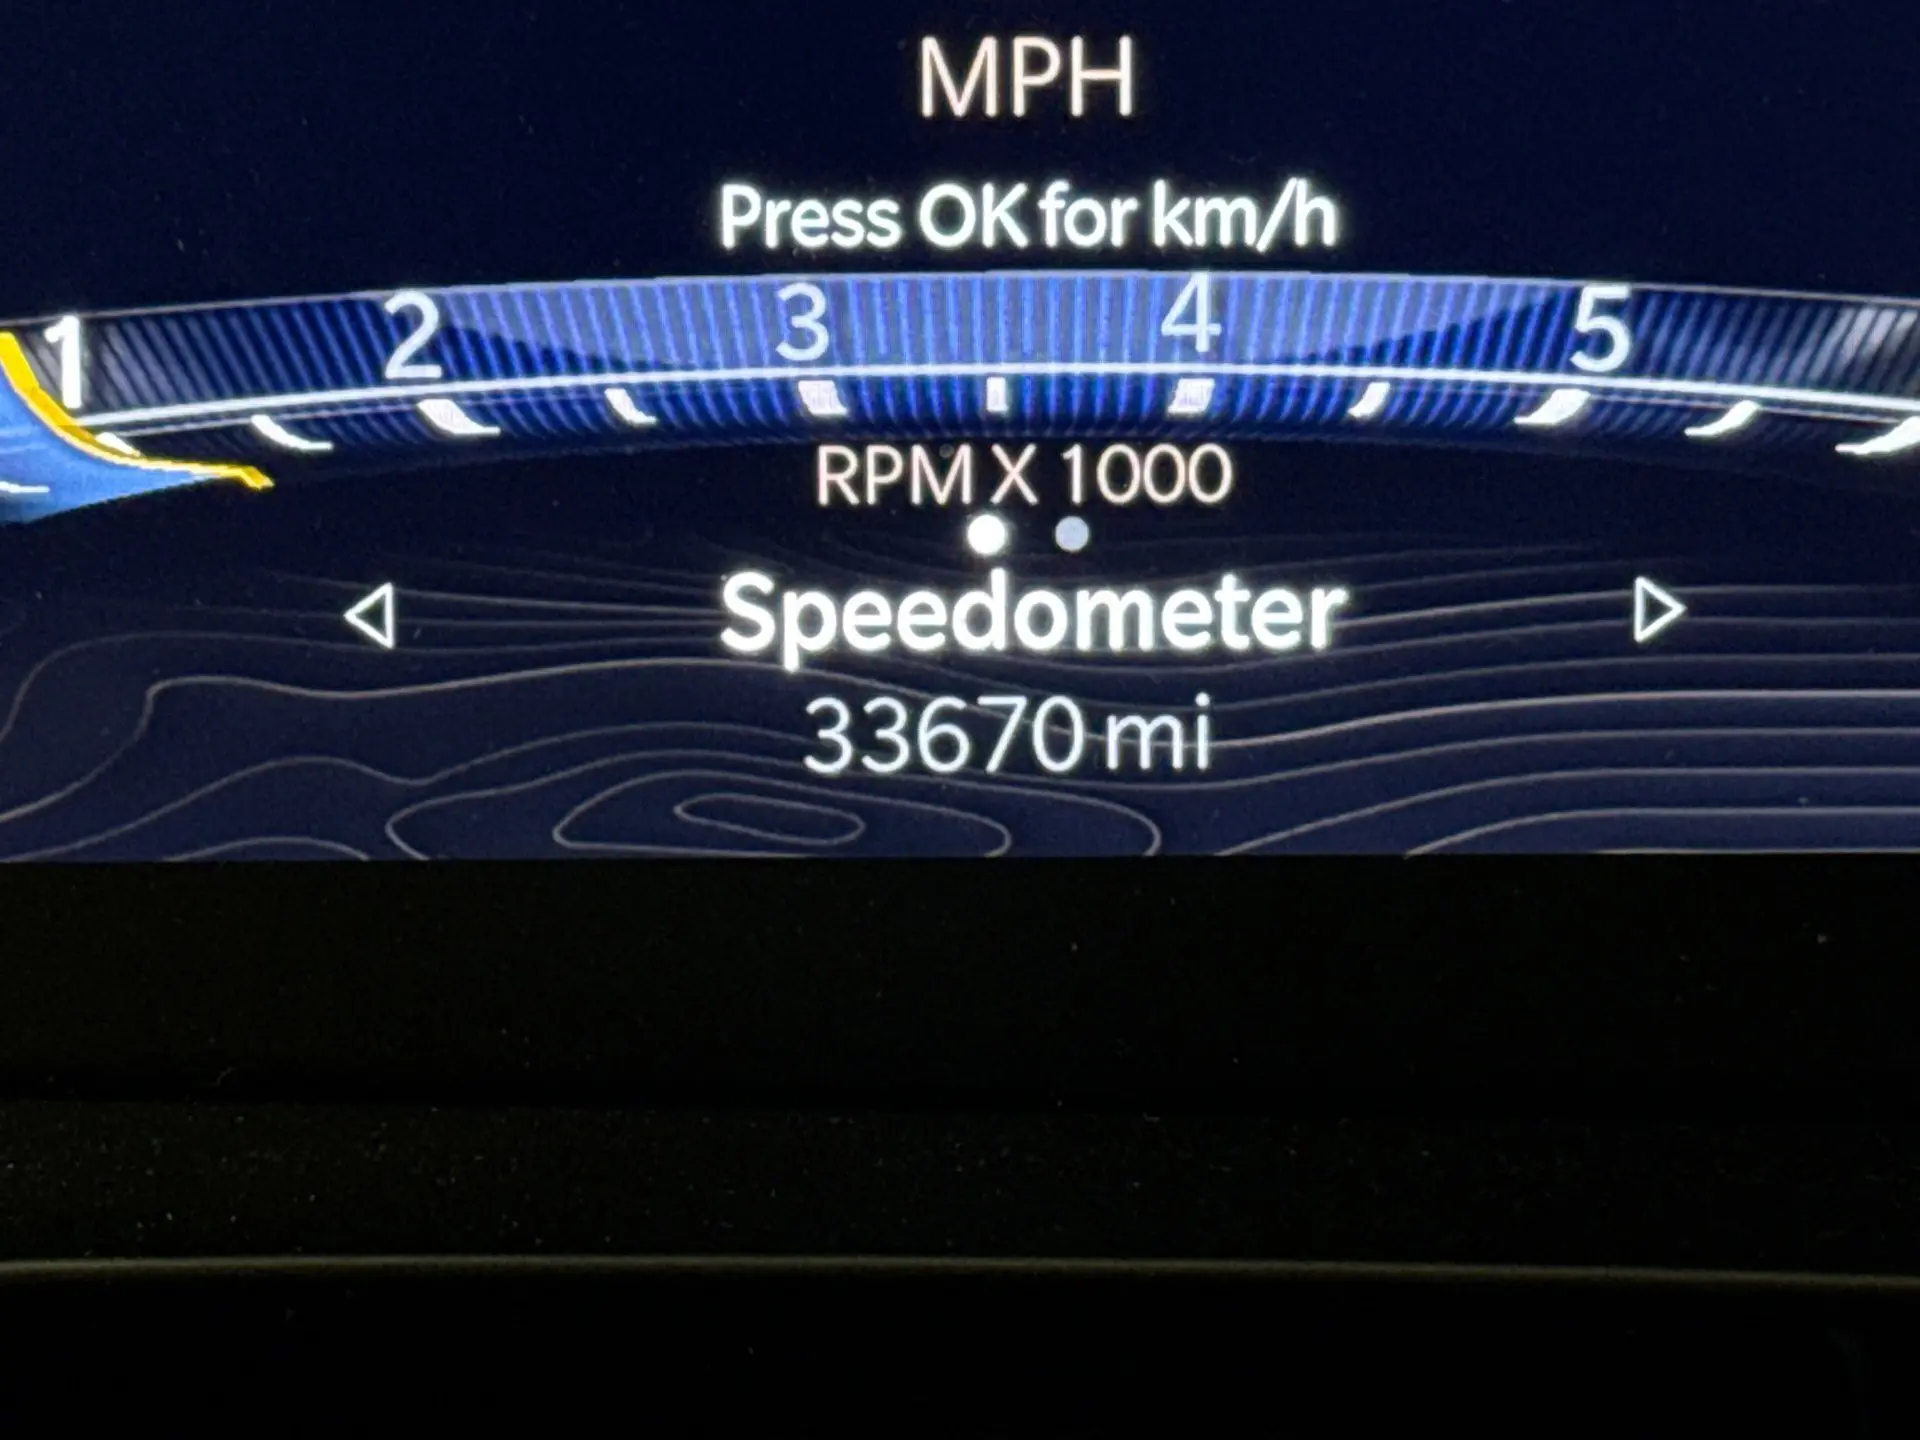 MPH
Press OK for km/h
1 2 3 4 5
RPM X 1000
Speedometer
33670 mi